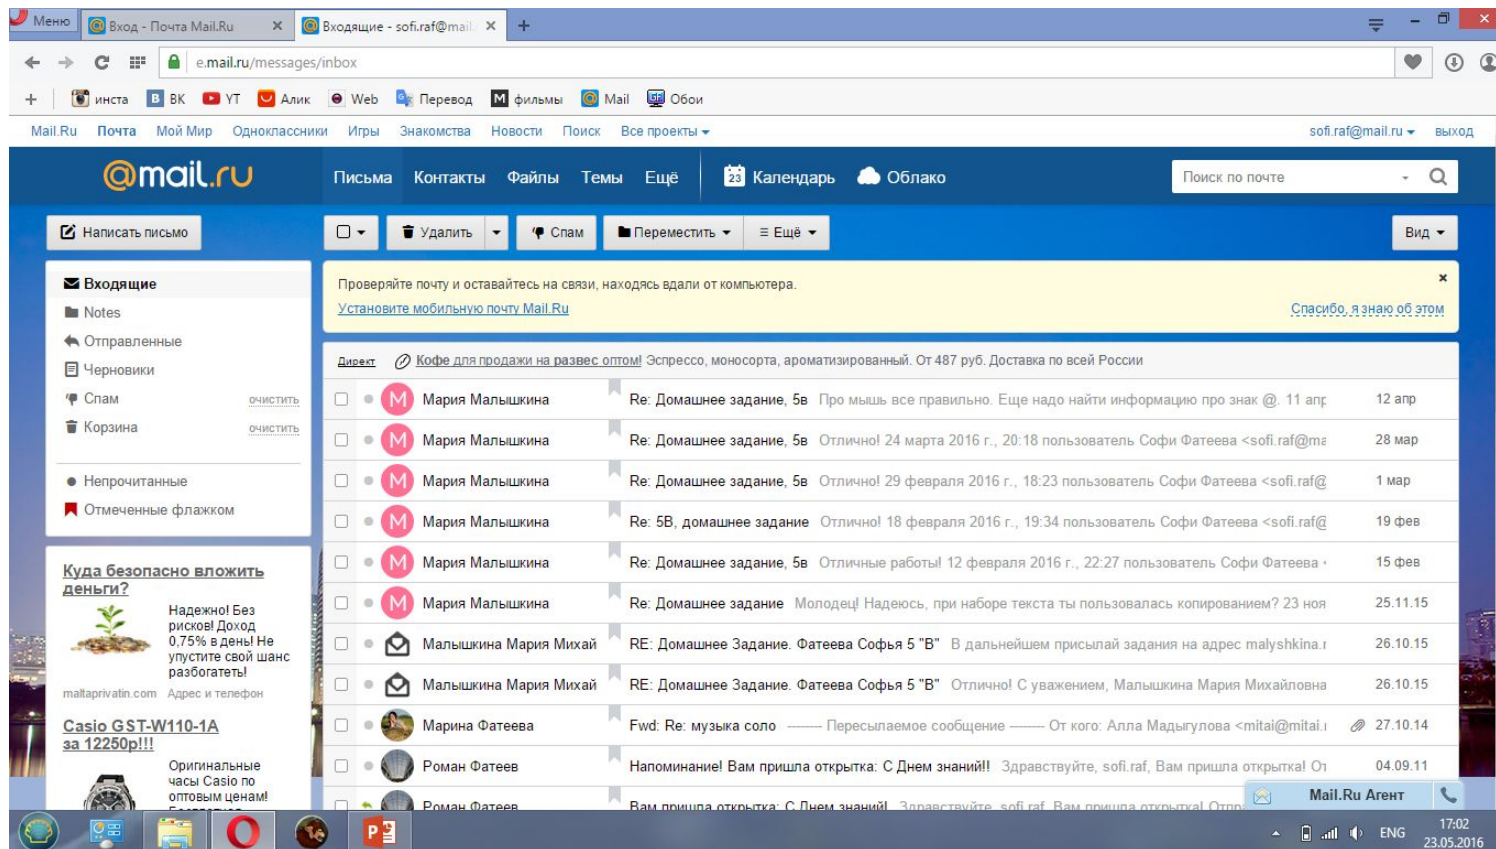 Меню
Вход - Почта Mail.Ru
Входящие - sofi.raf@mail.
e.mail.ru/messages/inbox
инста ВК YT Алик Web Перевод фильмы Mail Обои
Mail.Ru Почта Мой Мир Одноклассники Игры Знакомства Новости Поиск Все проекты sofi.raf@mail.ru выход
@mail.ru Письма Контакты Файлы Темы Ещё 23 Календарь Облако Поиск по почте
Написать письмо Удалить Спам Переместить Ещё Вид
Входящие
Notes
Отправленные
Черновики
Спам очистить
Корзина очистить
Непрочитанные
Отмеченные флажком
Куда безопасно вложить
деньги?
Надежно! Без
рисков! Доход
0,75% в день! Не
упустите свой шанс
разбогатеть!
maltaprivatin.com Адрес и телефон
Casio GST-W110-1A
за 12250р!!!
Оригинальные
часы Casio по
оптовым ценам!
Проверяйте почту и оставайтесь на связи, находясь вдали от компьютера.
Установите мобильную почту Mail.Ru Спасибо, я знаю об этом
Директ Кофе для продажи на развес оптом! Эспрессо, моносорта, ароматизированный. От 487 руб. Доставка по всей России
М Мария Малышкина Re: Домашнее задание, 5в Про мышь все правильно. Еще надо найти информацию про знак @. 11 апр 12 апр
М Мария Малышкина Re: Домашнее задание, 5в Отлично! 24 марта 2016 г., 20:18 пользователь Софи Фатеева <sofi.raf@ma 28 мар
М Мария Малышкина Re: Домашнее задание, 5в Отлично! 29 февраля 2016 г., 18:23 пользователь Софи Фатеева <sofi.raf@ 1 мар
М Мария Малышкина Re: 5В, домашнее задание Отлично! 18 февраля 2016 г., 19:34 пользователь Софи Фатеева <sofi.raf@ 19 фев
М Мария Малышкина Re: Домашнее задание, 5в Отличные работы! 12 февраля 2016 г., 22:27 пользователь Софи Фатеева 15 фев
М Мария Малышкина Re: Домашнее задание Молодец! Надеюсь, при наборе текста ты пользовалась копированием? 23 ноя 25.11.15
Малышкина Мария Михай RE: Домашнее Задание. Фатеева Софья 5 "В" В дальнейшем присылай задания на адрес malyshkina.r 26.10.15
Малышкина Мария Михай RE: Домашнее Задание. Фатеева Софья 5 "В" Отлично! С уважением, Малышкина Мария Михайловна 26.10.15
Марина Фатеева Fwd: Re: музыка соло -------- Пересылаемое сообщение -------- От кого: Алла Мадыгулова <mitai@mitai.r 27.10.14
Роман Фатеев Напоминание! Вам пришла открытка: С Днем знаний!! Здравствуйте, sofi.raf, Вам пришла открытка! От 04.09.11
Роман Фатеев Вам пришла открытка: С Днем знаний! Здравствуйте, sofi.raf, Вам пришла открытка! Отпр
Mail.Ru Агент
ENG 17:02
23.05.2016